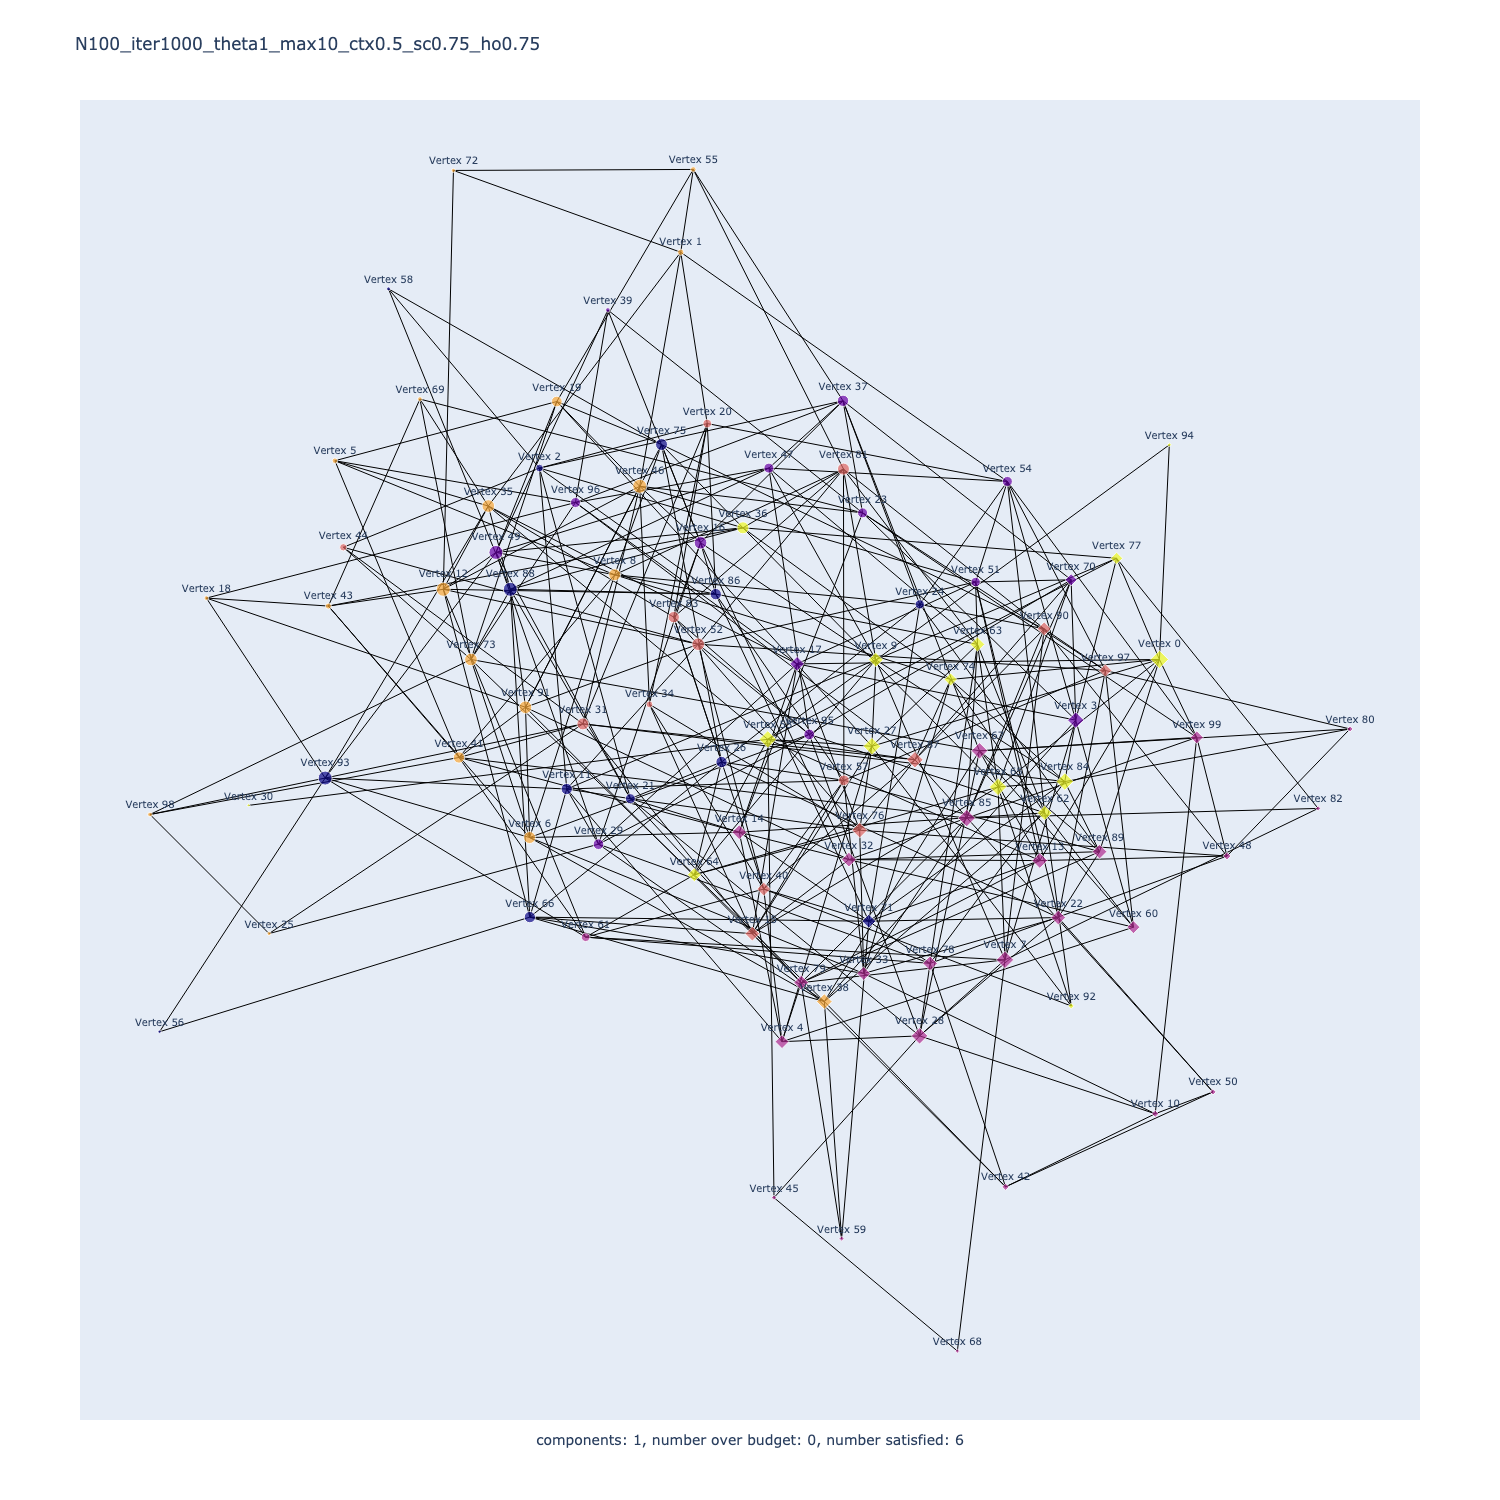 N100_iter1000_theta1_max10_ctx0.5_sc0.75_ho0.75
Vertex 72
Vertex 55
Vertex 1
Vertex 58
Vertex 39
Vertex 69
Vertex 19
Vertex 37
Vertex 20
Vertex 75
Vertex 94
Vertex 5
Vertex 2
Vertex 46
Vertex 47
Vertex 81
Vertex 54
Vertex 35
Vertex 96
Vertex 23
Vertex 36
Vertex 44
Vertex 49
Vertex 77
Vertex 8
Vertex 18
Vertex 43
Vertex 12
Vertex 88
Vertex 86
Vertex 51
Vertex 70
Vertex 24
Vertex 90
Vertex 52
Vertex 73
Vertex 17
Vertex 9
Vertex 63
Vertex 0
Vertex 97
Vertex 74
Vertex 91
Vertex 31
Vertex 34
Vertex 3
Vertex 99
Vertex 80
Vertex 95
Vertex 27
Vertex 41
Vertex 93
Vertex 26
Vertex 84
Vertex 98
Vertex 30
Vertex 11
Vertex 21
Vertex 57
Vertex 82
Vertex 6
Vertex 29
Vertex 14
Vertex 76
Vertex 85
Vertex 62
Vertex 64
Vertex 32
Vertex 13
Vertex 89
Vertex 48
Vertex 40
Vertex 25
Vertex 66
Vertex 61
Vertex 22
Vertex 60
Vertex 79
Vertex 33
Vertex 78
Vertex 7
Vertex 38
Vertex 92
Vertex 56
Vertex 4
Vertex 28
Vertex 50
Vertex 10
Vertex 42
Vertex 45
Vertex 59
Vertex 68
components: 1, number over budget: 0, number satisfied: 6